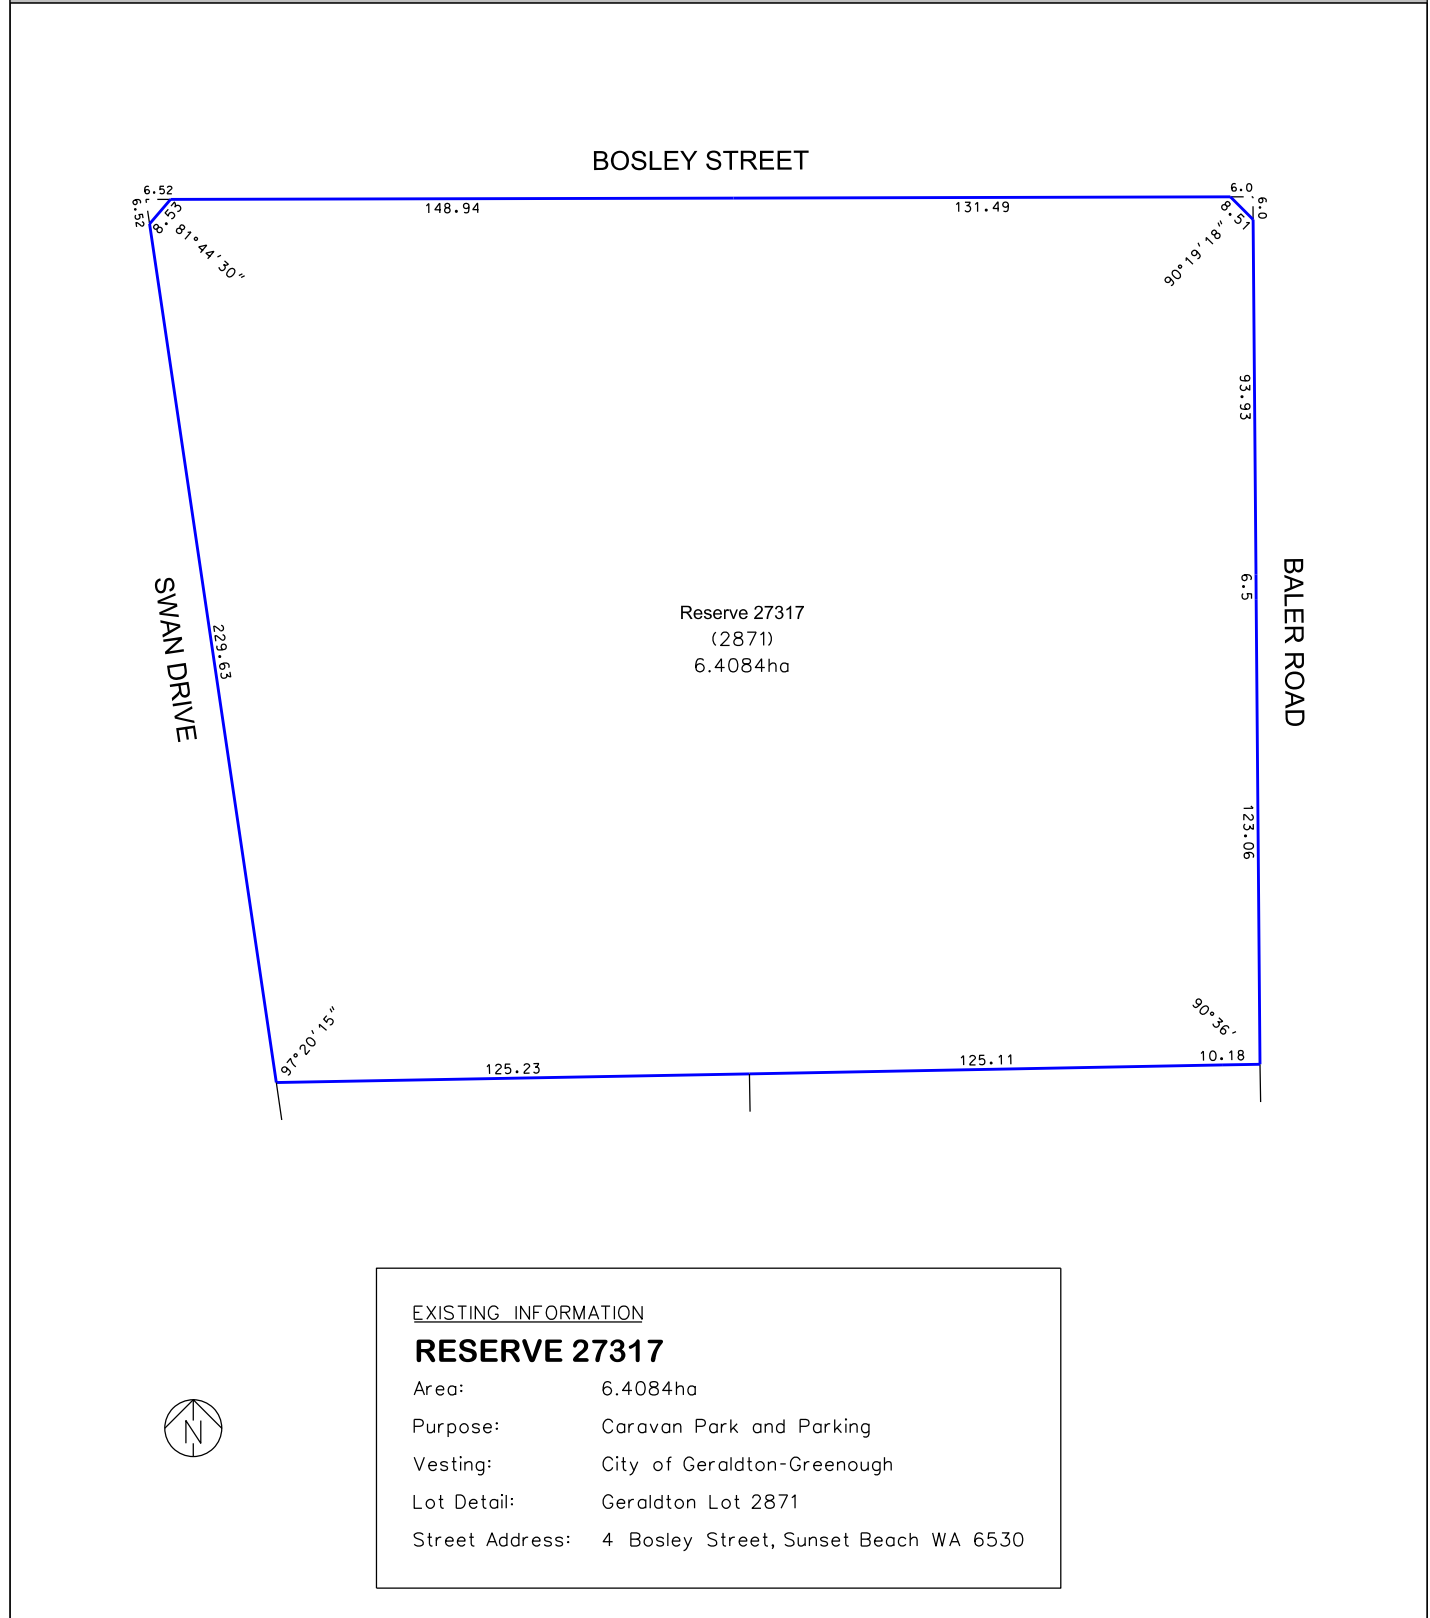 BOSLEY STREET
6.52
6.52
8.53
81°44'30"
148.94
131.49
6.0
6.0
8.51
90°19'18"
93.93
6.5
123.06
BALER ROAD
SWAN DRIVE
229.63
Reserve 27317
(2871)
6.4084ha
97°20'15"
90°36'
125.23
125.11
10.18
EXISTING INFORMATION
RESERVE 27317
Area: 6.4084ha
Purpose: Caravan Park and Parking
Vesting: City of Geraldton-Greenough
Lot Detail: Geraldton Lot 2871
Street Address: 4 Bosley Street, Sunset Beach WA 6530
N